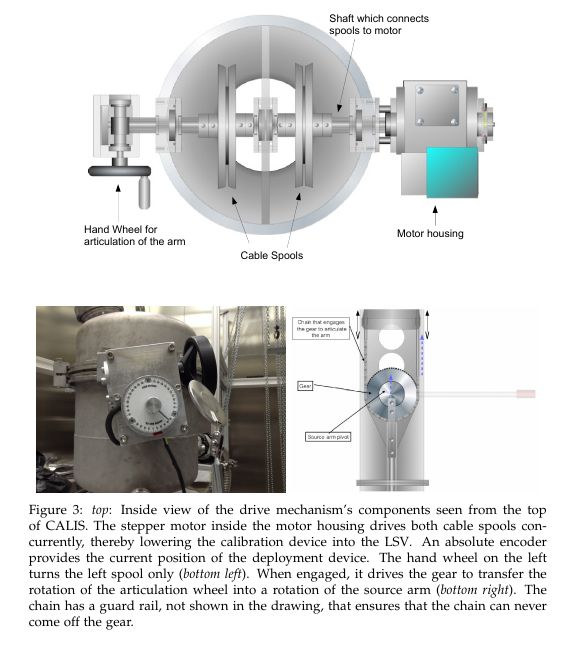 Shaft which connects
spools to motor
Hand Wheel for
articulation of the arm
Cable Spools
Motor housing
Chain that engages
the gear to articulate
the arm
Gear
Source arm pivot
Figure 3: top: Inside view of the drive mechanism's components seen from the top
of CALIS. The stepper motor inside the motor housing drives both cable spools con-
currently, thereby lowering the calibration device into the LSV. An absolute encoder
provides the current position of the deployment device. The hand wheel on the left
turns the left spool only (bottom left). When engaged, it drives the gear to transfer the
rotation of the articulation wheel into a rotation of the source arm (bottom right). The
chain has a guard rail, not shown in the drawing, that ensures that the chain can never
come off the gear.